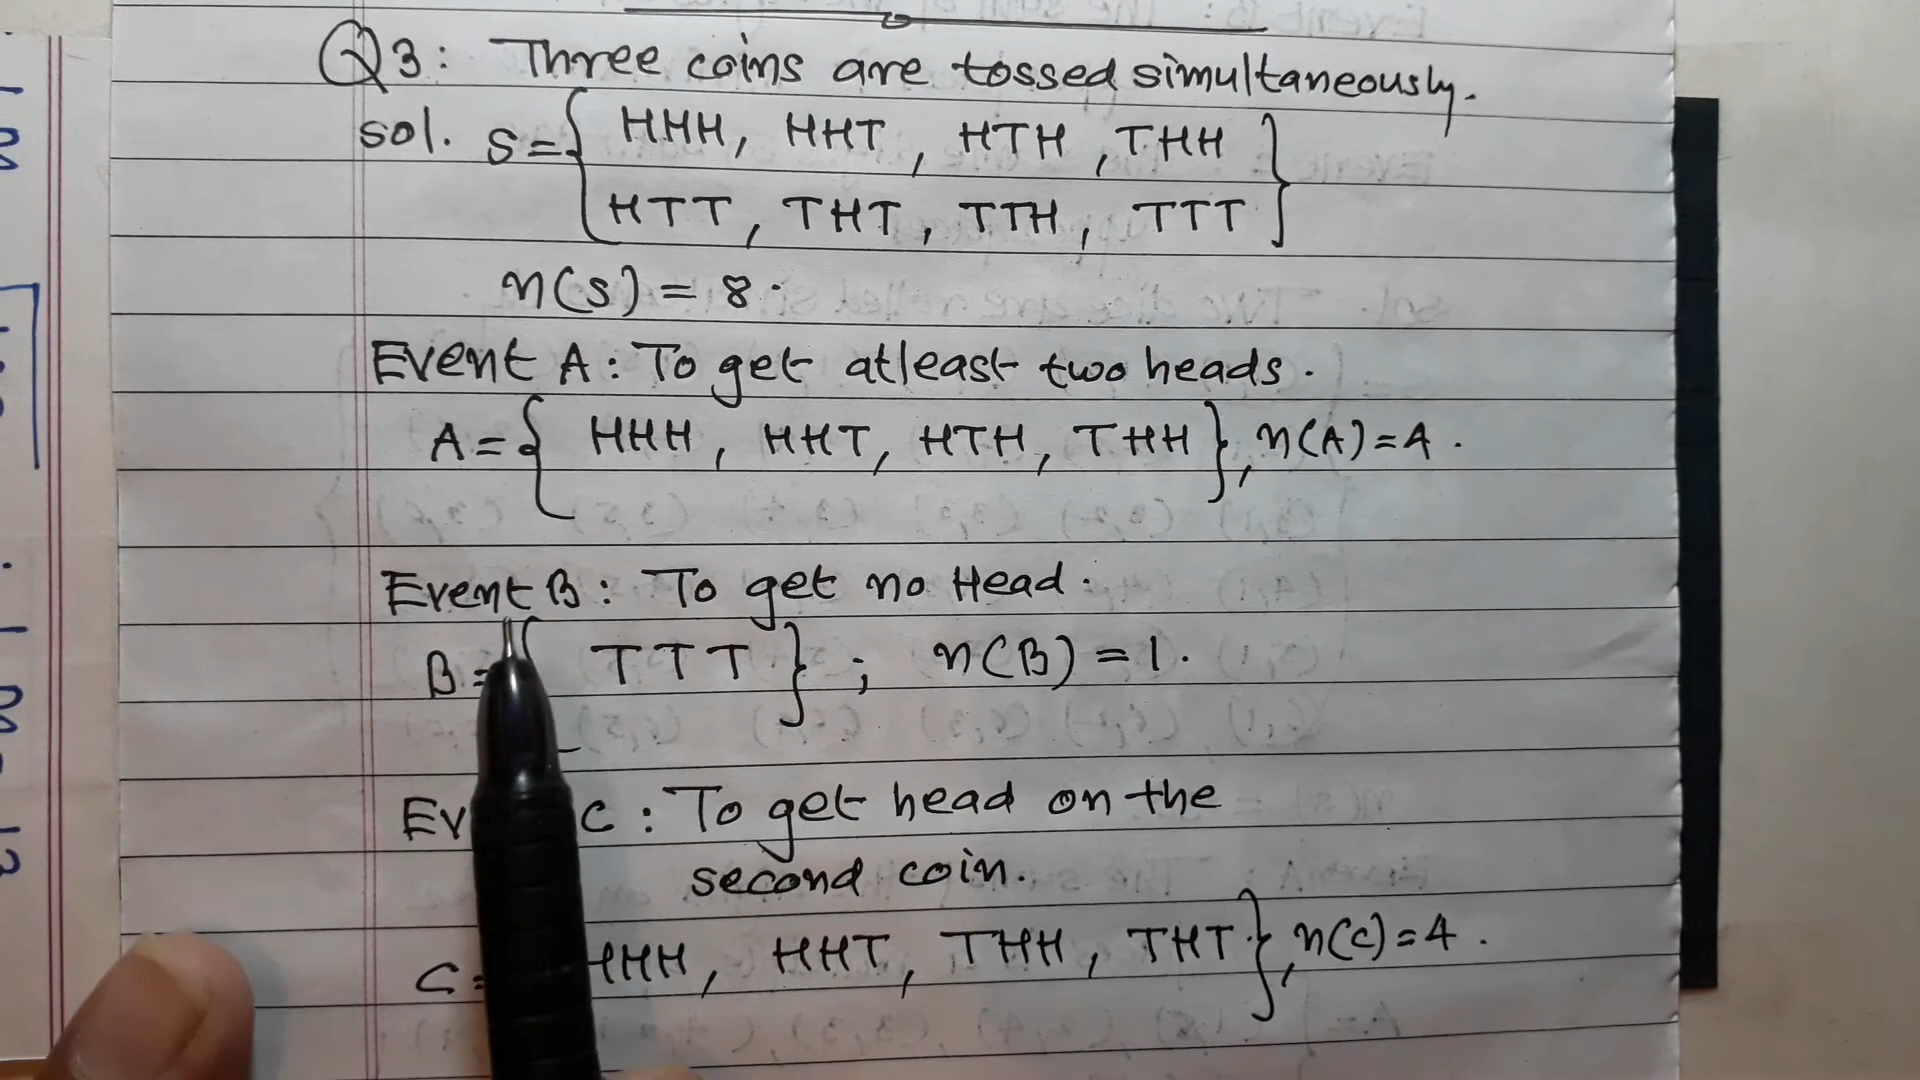 Q3: Three coins are tossed simultaneously.
sol. S = { HHH, HHT, HTH, THH
HTT, THT, TTH, TTT }
n(s) = 8.
Event A: To get atleast two heads.
A = { HHH, HHT, HTH, THH }, n(A) = 4.
Event B: To get no Head.
B = { TTT } ; n(B) = 1.
C: To get head on the
second coin.
C = HHH, HHT, THH, THT }, n(c) = 4.